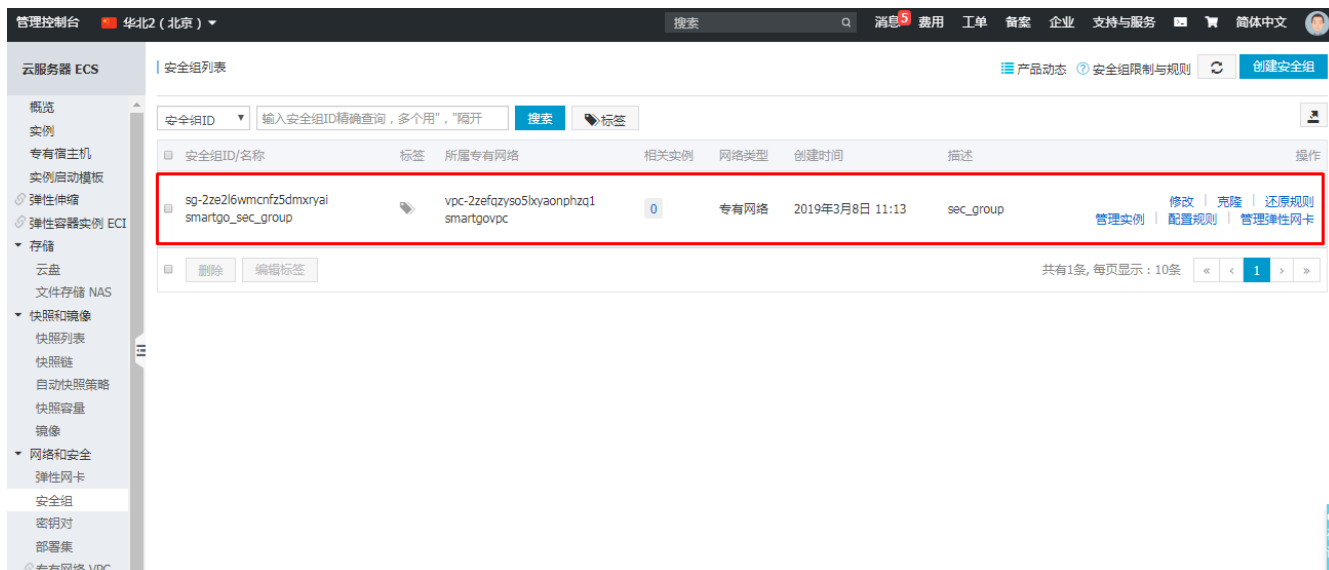 管理控制台 华北2（北京） 搜索 消息5 费用 工单 备案 企业 支持与服务 简体中文
云服务器 ECS
概览
实例
专有宿主机
实例启动模板
弹性伸缩
弹性容器实例 ECI
存储
云盘
文件存储 NAS
快照和镜像
快照列表
快照链
自动快照策略
快照容量
镜像
网络和安全
弹性网卡
安全组
密钥对
部署集
专有网络 VPC
安全组列表 产品动态 安全组限制与规则 创建安全组
安全组ID 输入安全组ID精确查询，多个用","隔开 搜索 标签
安全组ID/名称 标签 所属专有网络 相关实例 网络类型 创建时间 描述 操作
sg-2ze2l6wmcnfz5dmxryai vpc-2zefqzyso5lxyaonphzq1 0 专有网络 2019年3月8日 11:13 sec_group 修改 克隆 还原规则
smartgo_sec_group smartgovpc 管理实例 配置规则 管理弹性网卡
删除 编辑标签 共有1条, 每页显示：10条 « ‹ 1 › »